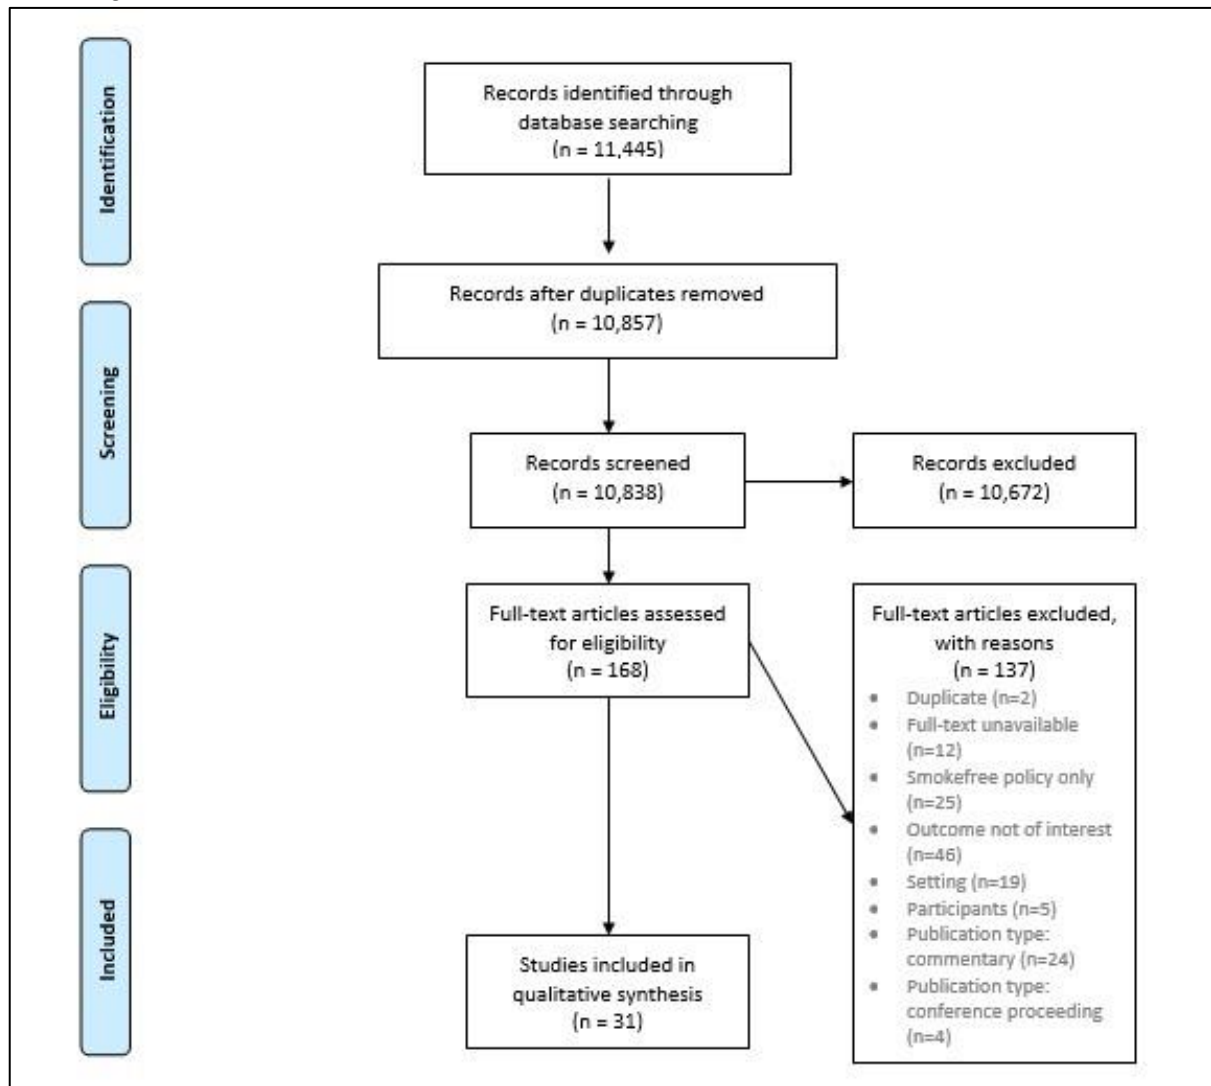 Identification
Records identified through
database searching
(n = 11,445)
Records after duplicates removed
(n = 10,857)
Screening
Records screened
(n = 10,838)
Records excluded
(n = 10,672)
Eligibility
Full-text articles assessed
for eligibility
(n = 168)
Full-text articles excluded,
with reasons
(n = 137)
• Duplicate (n=2)
• Full-text unavailable
(n=12)
• Smokefree policy only
(n=25)
• Outcome not of interest
(n=46)
• Setting (n=19)
• Participants (n=5)
• Publication type:
commentary (n=24)
• Publication type:
conference proceeding
(n=4)
Included
Studies included in
qualitative synthesis
(n = 31)